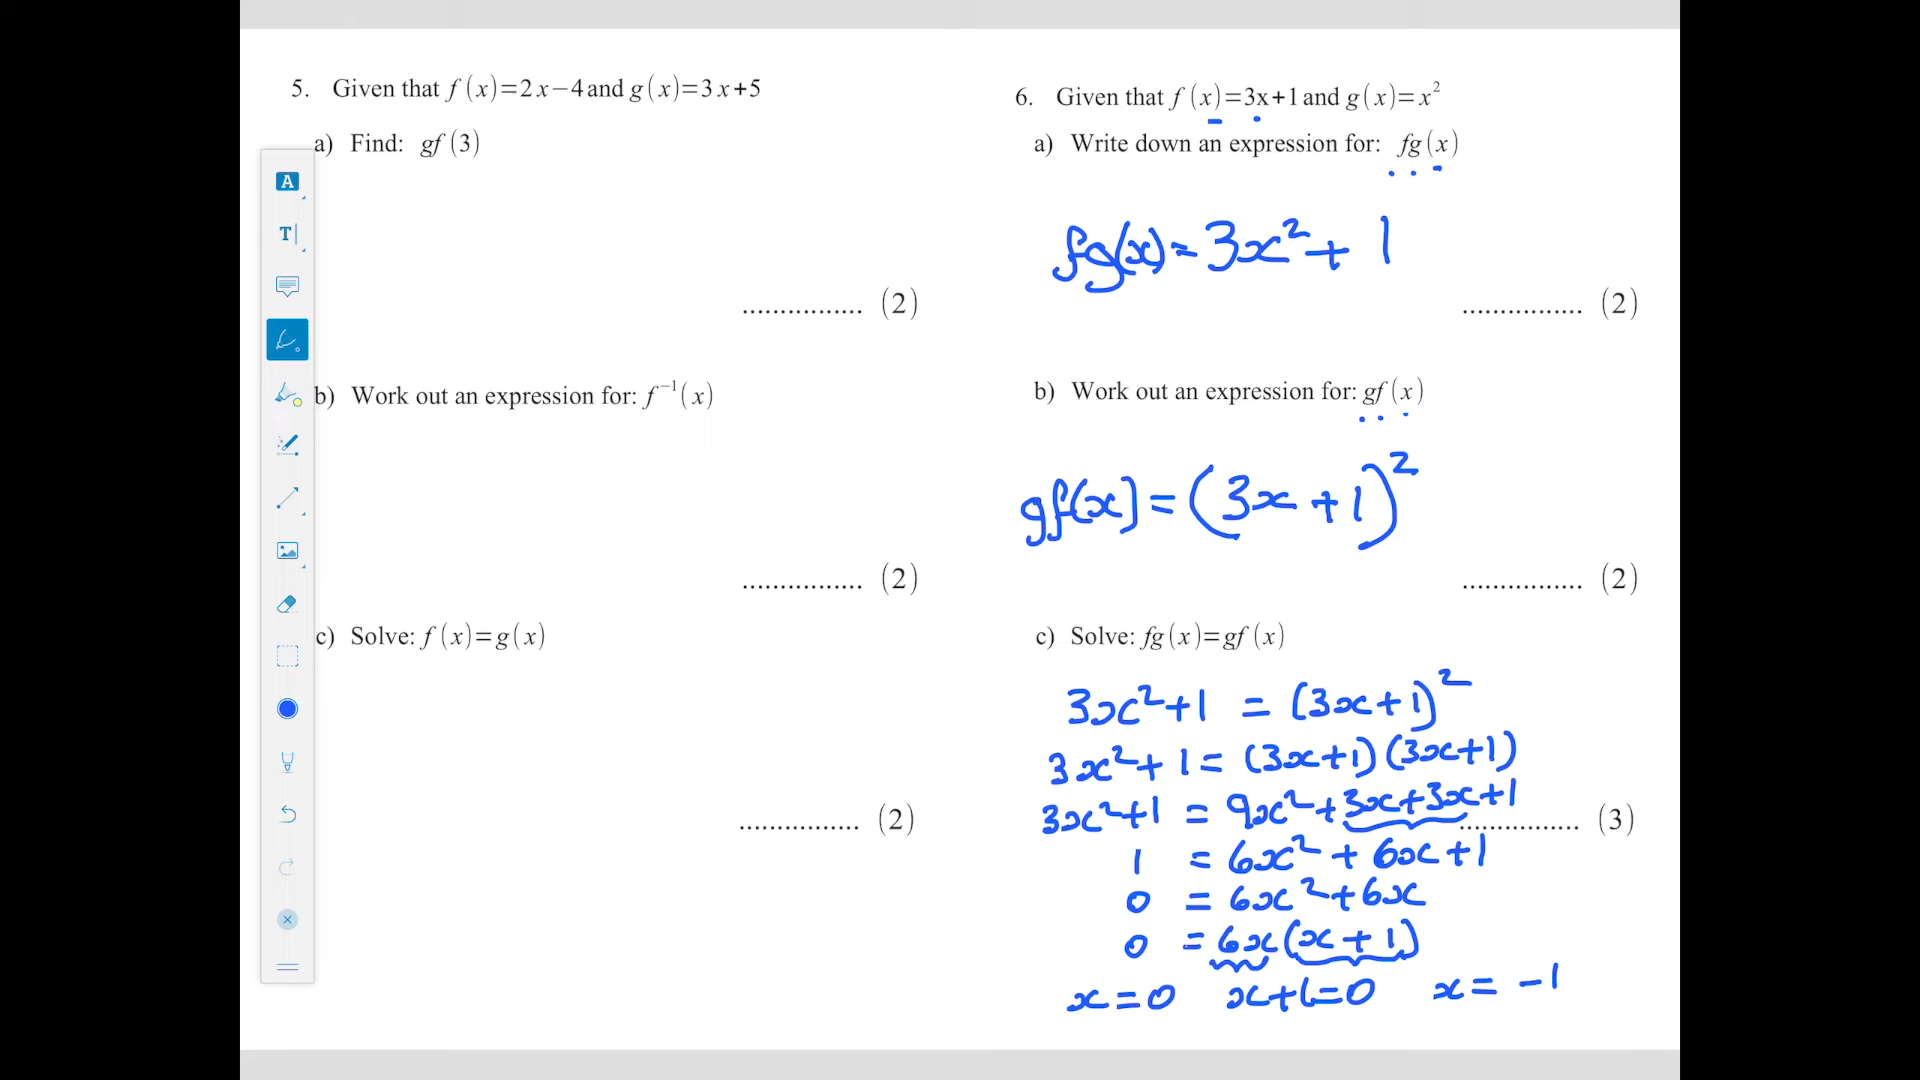 5. Given that f(x)=2x−4 and g(x)=3x+5
a) Find: gf(3)
................ (2)
b) Work out an expression for: f⁻¹(x)
................ (2)
c) Solve: f(x)=g(x)
................ (2)
6. Given that f(x)=3x+1 and g(x)=x²
a) Write down an expression for: fg(x)
fg(x)=3x²+1
................ (2)
b) Work out an expression for: gf(x)
gf(x)=(3x+1)²
................ (2)
c) Solve: fg(x)=gf(x)
3x²+1 = (3x+1)²
3x²+1 = (3x+1)(3x+1)
3x²+1 = 9x²+3x+3x+1
................ (3)
1 = 6x²+6x+1
0 = 6x²+6x
0 = 6x(x+1)
x=0 x+1=0 x=-1
A
T